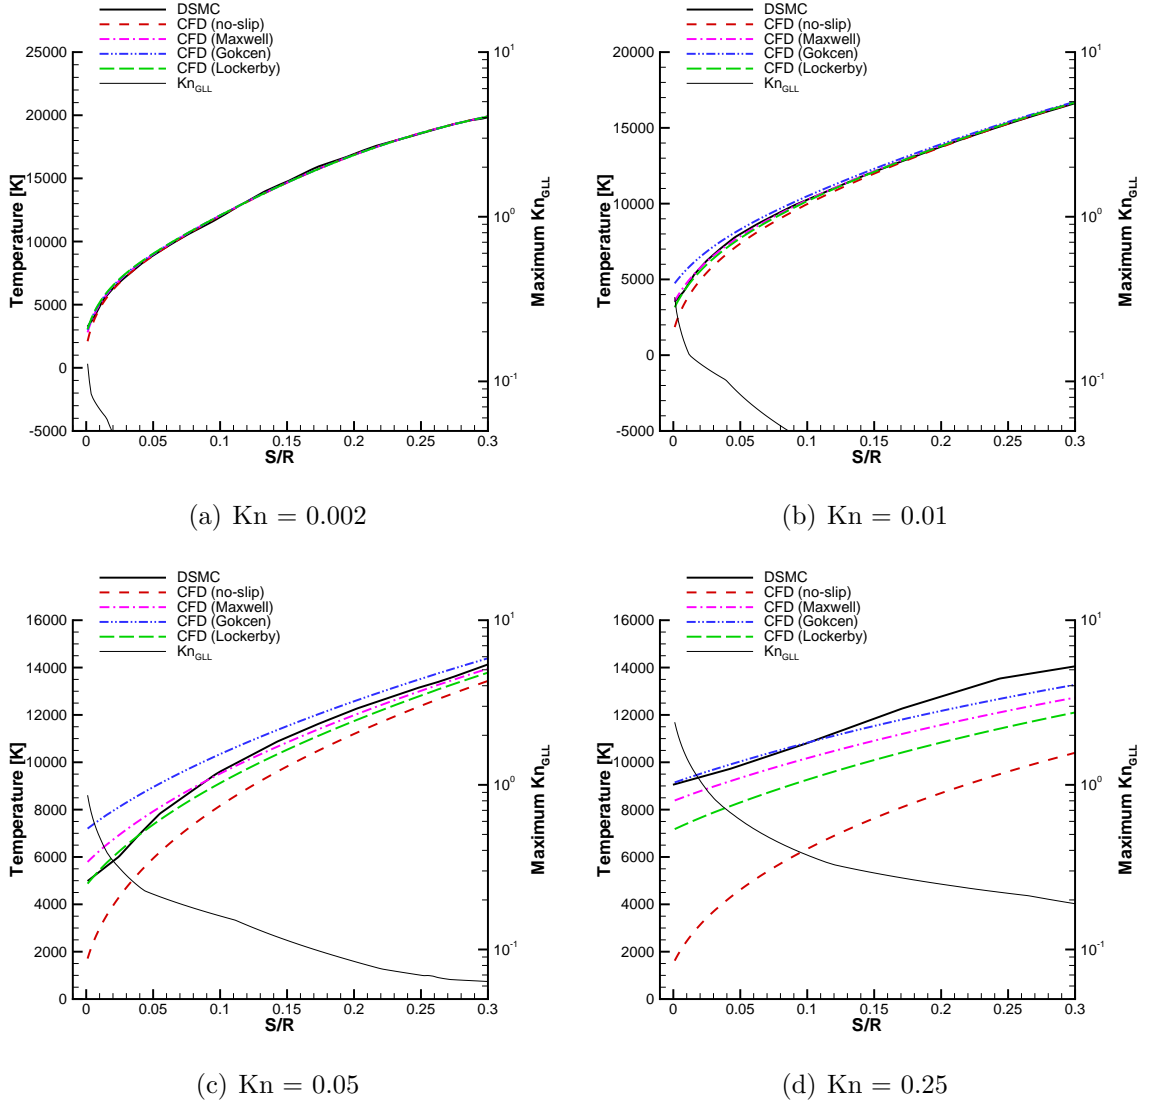 DSMC
CFD (no-slip)
CFD (Maxwell)
CFD (Gokcen)
CFD (Lockerby)
Kn_GLL
Temperature [K]
25000
20000
15000
10000
5000
0
-5000
Maximum Kn_GLL
10^1
10^0
10^-1
0 0.05 0.1 0.15 0.2 0.25 0.3
S/R
(a) Kn = 0.002
DSMC
CFD (no-slip)
CFD (Maxwell)
CFD (Gokcen)
CFD (Lockerby)
Kn_GLL
Temperature [K]
20000
15000
10000
5000
0
-5000
Maximum Kn_GLL
10^1
10^0
10^-1
0 0.05 0.1 0.15 0.2 0.25 0.3
S/R
(b) Kn = 0.01
DSMC
CFD (no-slip)
CFD (Maxwell)
CFD (Gokcen)
CFD (Lockerby)
Kn_GLL
Temperature [K]
16000
14000
12000
10000
8000
6000
4000
2000
0
Maximum Kn_GLL
10^1
10^0
10^-1
0 0.05 0.1 0.15 0.2 0.25 0.3
S/R
(c) Kn = 0.05
DSMC
CFD (no-slip)
CFD (Maxwell)
CFD (Gokcen)
CFD (Lockerby)
Kn_GLL
Temperature [K]
16000
14000
12000
10000
8000
6000
4000
2000
0
Maximum Kn_GLL
10^1
10^0
10^-1
0 0.05 0.1 0.15 0.2 0.25 0.3
S/R
(d) Kn = 0.25